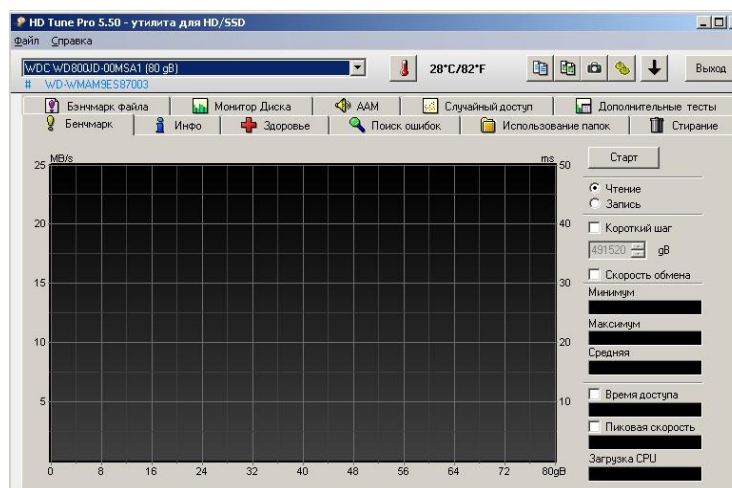 HD Tune Pro 5.50 - утилита для HD/SSD
Файл Справка
WDC WD800JD-00MSA1 (80 gB)
28°C/82°F
Выход
# WD-WMAM9ES87003
Бэнчмарк файла
Монитор Диска
AAM
Случайный доступ
Дополнительные тесты
Бенчмарк
Инфо
Здоровье
Поиск ошибок
Использование папок
Стирание
MB/s
ms
25
20
15
10
5
50
40
30
20
10
0 8 16 24 32 40 48 56 64 72 80gB
Старт
Чтение
Запись
Короткий шаг
491520 gB
Скорость обмена
Минимум
Максимум
Средняя
Время доступа
Пиковая скорость
Загрузка CPU